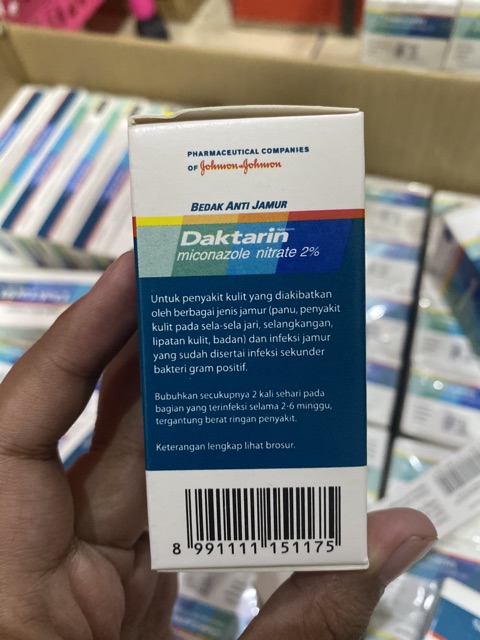 PHARMACEUTICAL COMPANIES
OF Johnson & Johnson
BEDAK ANTI JAMUR
Daktarin
miconazole nitrate 2%
Untuk penyakit kulit yang diakibatkan
oleh berbagai jenis jamur (panu, penyakit
kulit pada sela-sela jari, selangkangan,
lipatan kulit, badan) dan infeksi jamur
yang sudah disertai infeksi sekunder
bakteri gram positif.
Bubuhkan secukupnya 2 kali sehari pada
bagian yang terinfeksi selama 2-6 minggu,
tergantung berat ringan penyakit.
Keterangan lengkap lihat brosur.
8 991111 151175